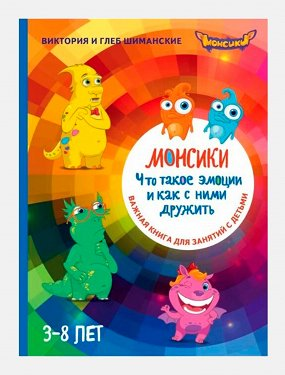 ВИКТОРИЯ И ГЛЕБ ШИМАНСКИЕ
МОНСИКИ
МОНСИКИ
Что такое эмоции
и как с ними
дружить
ВАЖНАЯ КНИГА ДЛЯ ЗАНЯТИЙ С ДЕТЬМИ
3-8 ЛЕТ